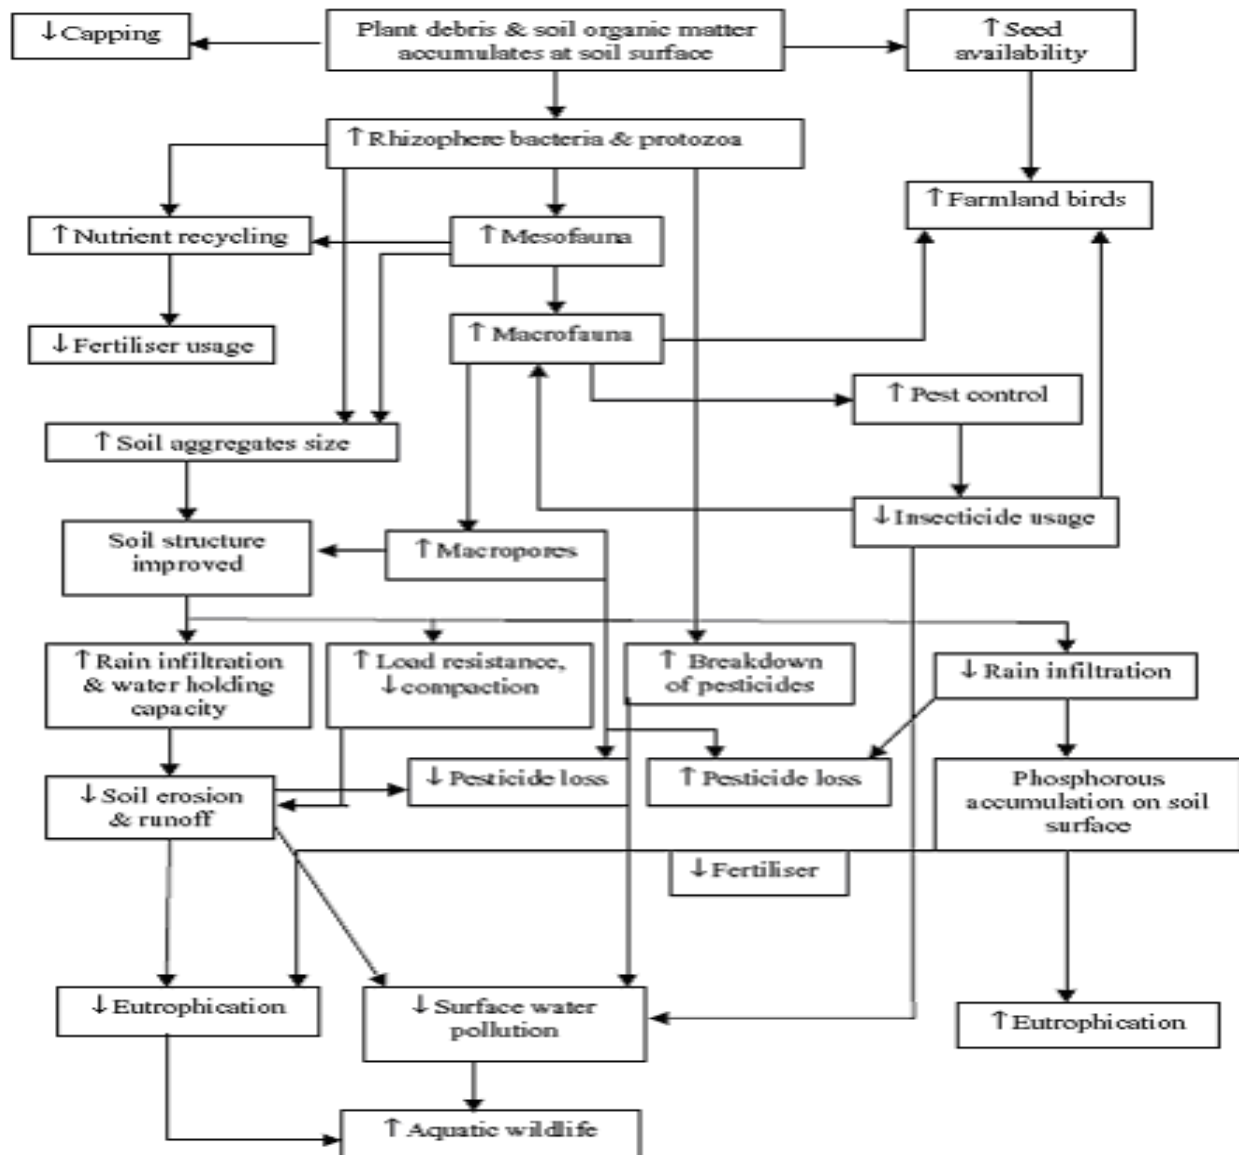 ↓Capping
Plant debris & soil organic matter
accumulates at soil surface
↑Seed
availability
↑Rhizophere bacteria & protozoa
↑Farmland birds
↑Nutrient recycling
↑Mesofauna
↓Fertiliser usage
↑Macrofauna
↑Pest control
↑Soil aggregates size
↓Insecticide usage
Soil structure
improved
↑Macropores
↑Rain infiltration
& water holding
capacity
↑Load resistance,
↓compaction
↑Breakdown
of pesticides
↓Rain infiltration
↓Soil erosion
& runoff
↓Pesticide loss
↑Pesticide loss
Phosphorous
accumulation on soil
surface
↓Fertiliser
↓Eutrophication
↓Surface water
pollution
↑Eutrophication
↑Aquatic wildlife